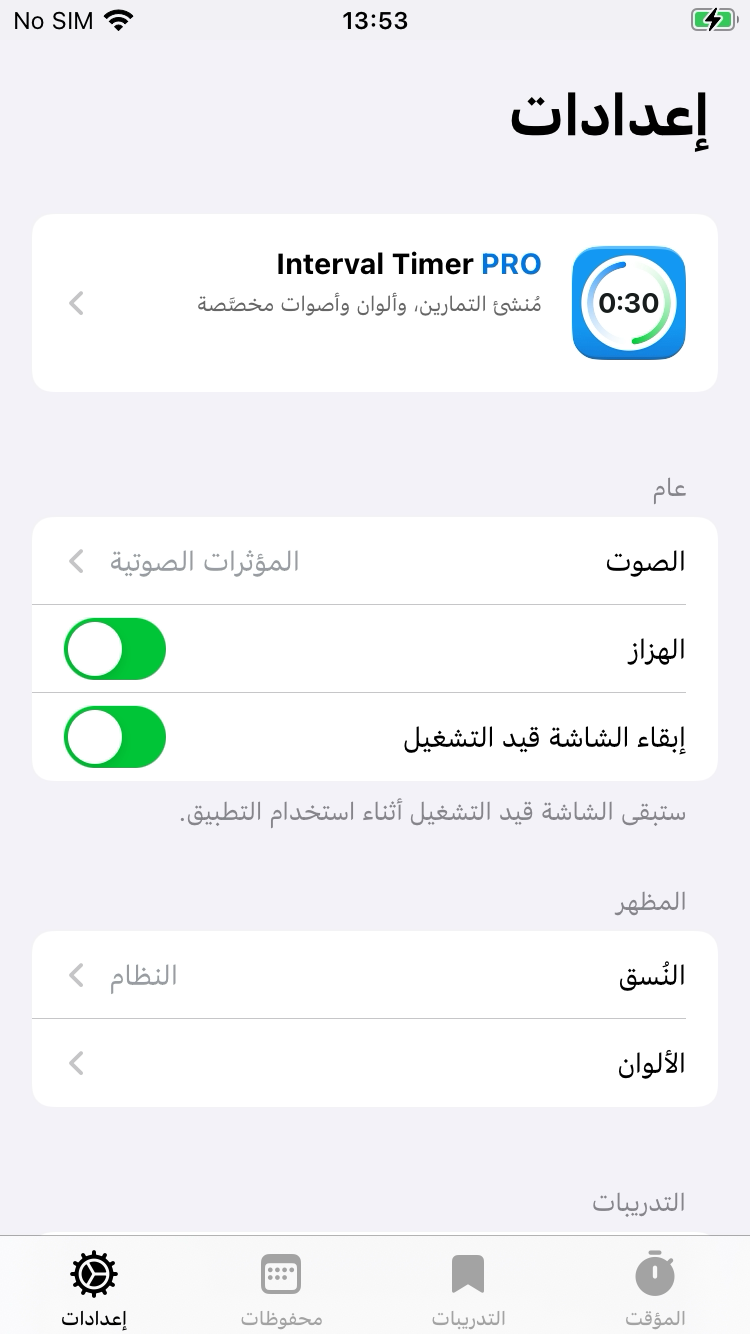 No SIM 13:53
إعدادات
Interval Timer PRO
0:30
مُنشئ التمارين، وألوان وأصوات مخصَّصة
عام
الصوت المؤثرات الصوتية
الهزاز
إبقاء الشاشة قيد التشغيل
ستبقى الشاشة قيد التشغيل أثناء استخدام التطبيق.
المظهر
النُسق النظام
الألوان
التدريبات
المؤقت التدريبات محفوظات إعدادات